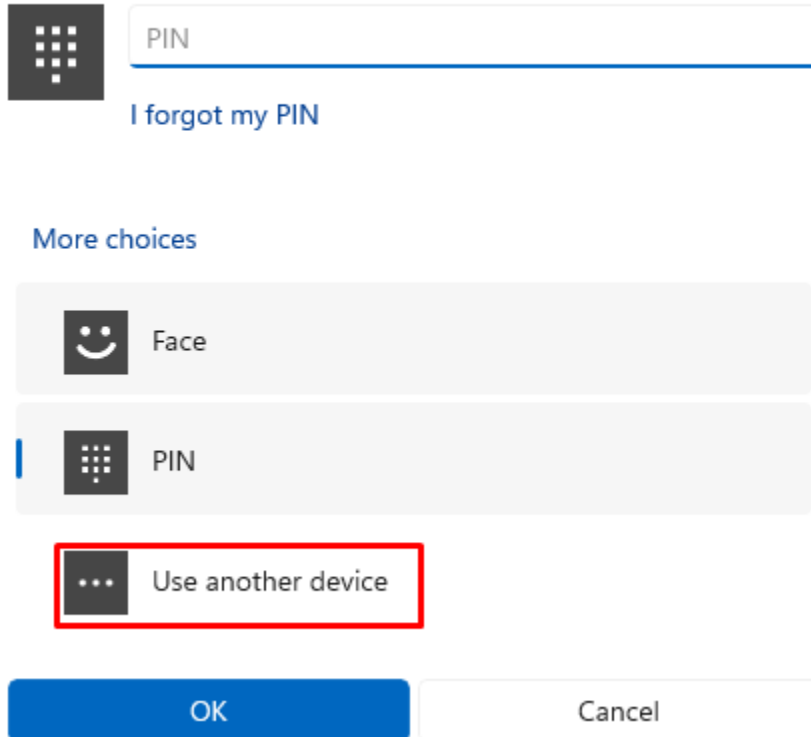 PIN
I forgot my PIN
More choices
Face
PIN
Use another device
OK
Cancel